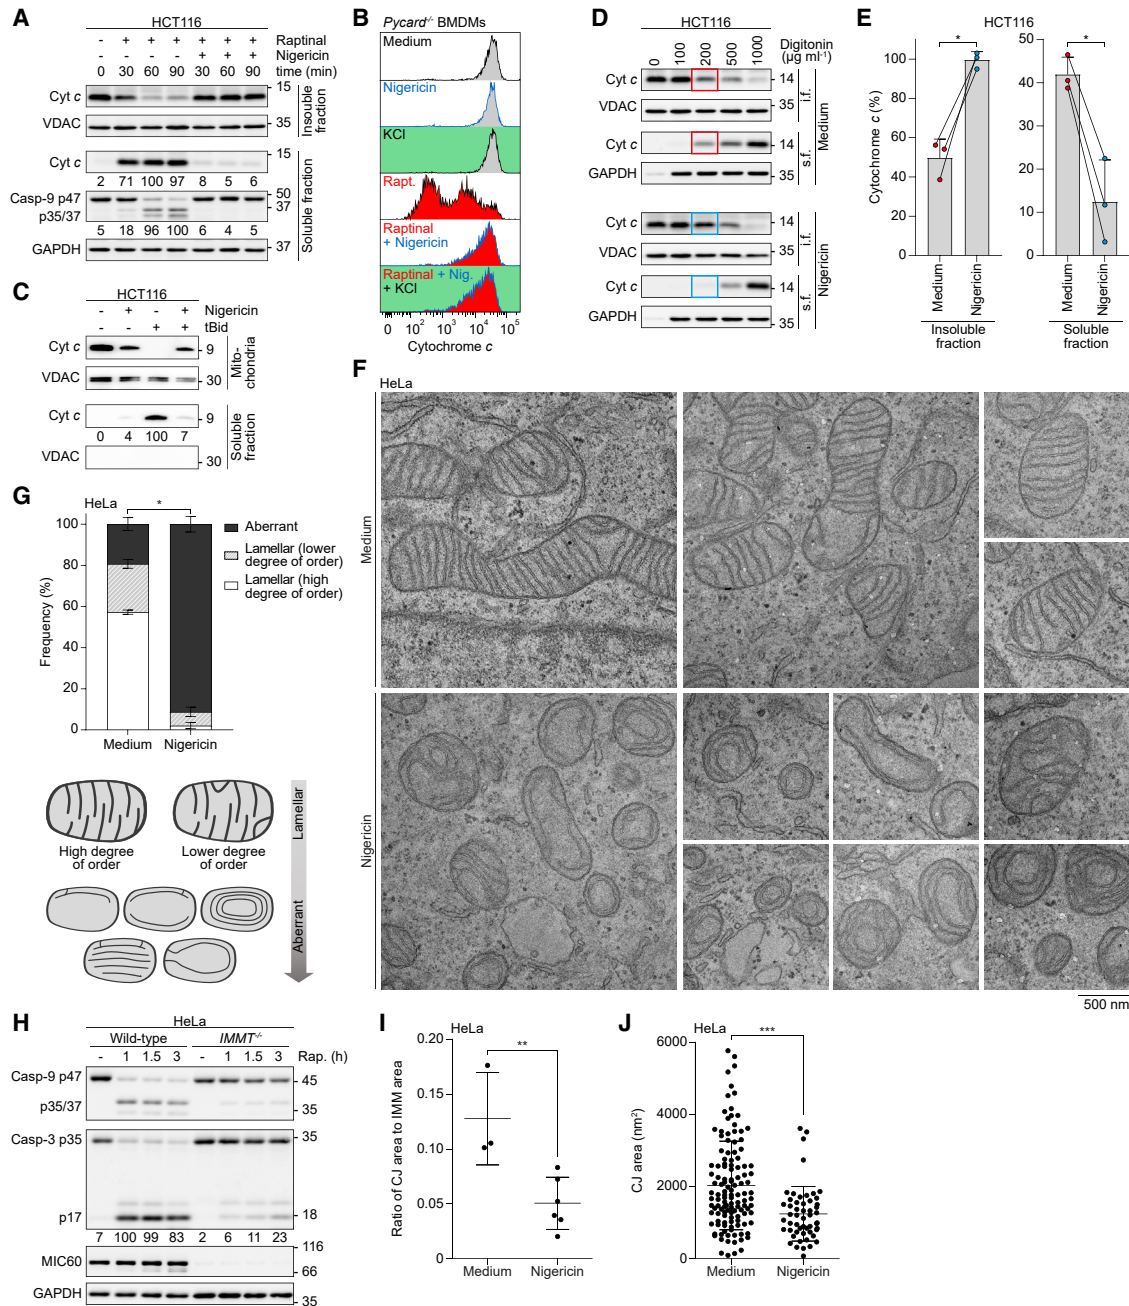 A
HCT116
- + + + + + + Raptinal
- - - - + + + Nigericin
0 30 60 90 30 60 90 time (min)
Cyt c
15
VDAC
35
Insouble
fraction
Cyt c
15
2 71 100 97 8 5 6
Casp-9 p47
50
37
p35/37
5 18 96 100 6 4 5
GAPDH
37
Soluble fraction
B
Pycard-/- BMDMs
Medium
Nigericin
KCl
Rapt.
Raptinal
+ Nigericin
Raptinal + Nig.
+ KCl
0 10² 10³ 10⁴ 10⁵
Cytochrome c
C
HCT116
- + - + Nigericin
- - + + tBid
Cyt c
9
VDAC
30
Mito-
chondria
Cyt c
9
0 4 100 7
VDAC
30
Soluble
fraction
D
HCT116
0 100 200 500 1000
Digitonin
(µg ml-1)
Cyt c
14
VDAC
35
i.f.
Cyt c
14
GAPDH
35
s.f.
Medium
Cyt c
14
VDAC
35
i.f.
Cyt c
14
GAPDH
35
s.f.
Nigericin
E
HCT116
Cytochrome c (%)
100
80
60
40
20
0
*
Medium
Nigericin
Insoluble
fraction
50
40
30
20
10
0
*
Medium
Nigericin
Soluble
fraction
F
HeLa
Medium
Nigericin
500 nm
G
HeLa
*
Frequency (%)
100
80
60
40
20
0
Medium Nigericin
Aberrant
Lamellar (lower
degree of order)
Lamellar (high
degree of order)
High degree
of order
Lower degree
of order
Lamellar
Aberrant
H
HeLa
Wild-type IMMT-/-
- 1 1.5 3 - 1 1.5 3 Rap. (h)
Casp-9 p47
45
p35/37
35
Casp-3 p35
35
p17
18
7 100 99 83 2 6 11 23
MIC60
116
66
GAPDH
35
I
HeLa
**
Ratio of CJ area to IMM area
0.20
0.15
0.10
0.05
0
Medium Nigericin
J
HeLa
***
CJ area (nm²)
6000
4000
2000
0
Medium Nigericin